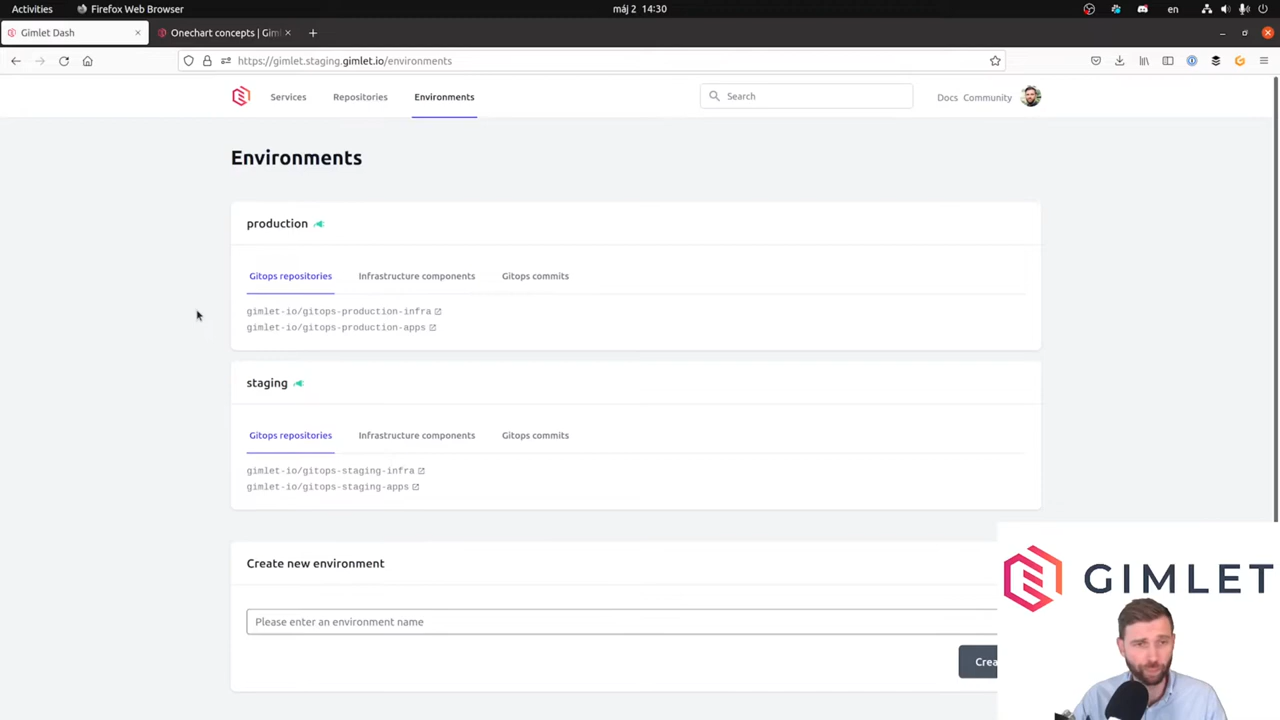 Activities Firefox Web Browser máj 2 14:30 en
Gimlet Dash Onechart concepts | Giml
https://gimlet.staging.gimlet.io/environments
Services Repositories Environments Search Docs Community
Environments
production
Gitops repositories Infrastructure components Gitops commits
gimlet-io/gitops-production-infra
gimlet-io/gitops-production-apps
staging
Gitops repositories Infrastructure components Gitops commits
gimlet-io/gitops-staging-infra
gimlet-io/gitops-staging-apps
Create new environment
Please enter an environment name
Crea
GIMLET